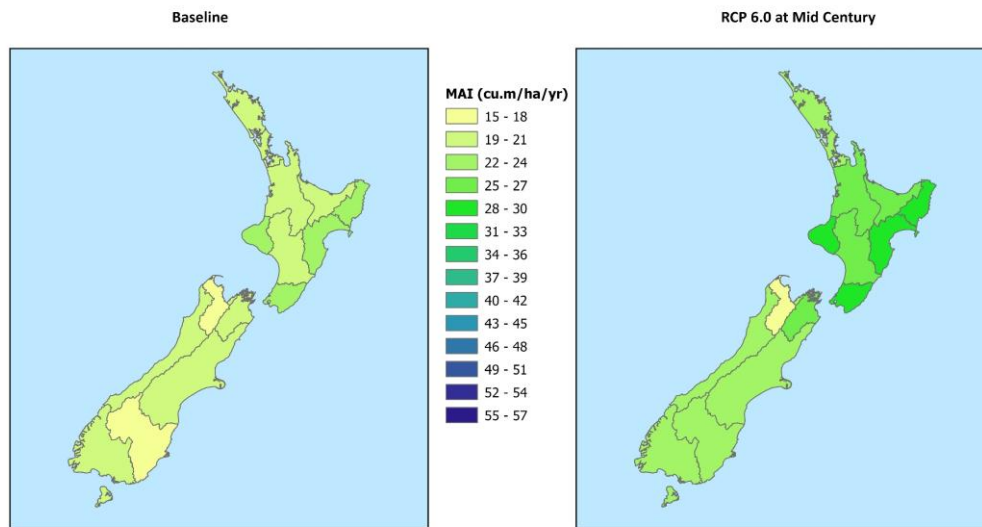 Baseline
RCP 6.0 at Mid Century
MAI (cu.m/ha/yr)
15 - 18
19 - 21
22 - 24
25 - 27
28 - 30
31 - 33
34 - 36
37 - 39
40 - 42
43 - 45
46 - 48
49 - 51
52 - 54
55 - 57